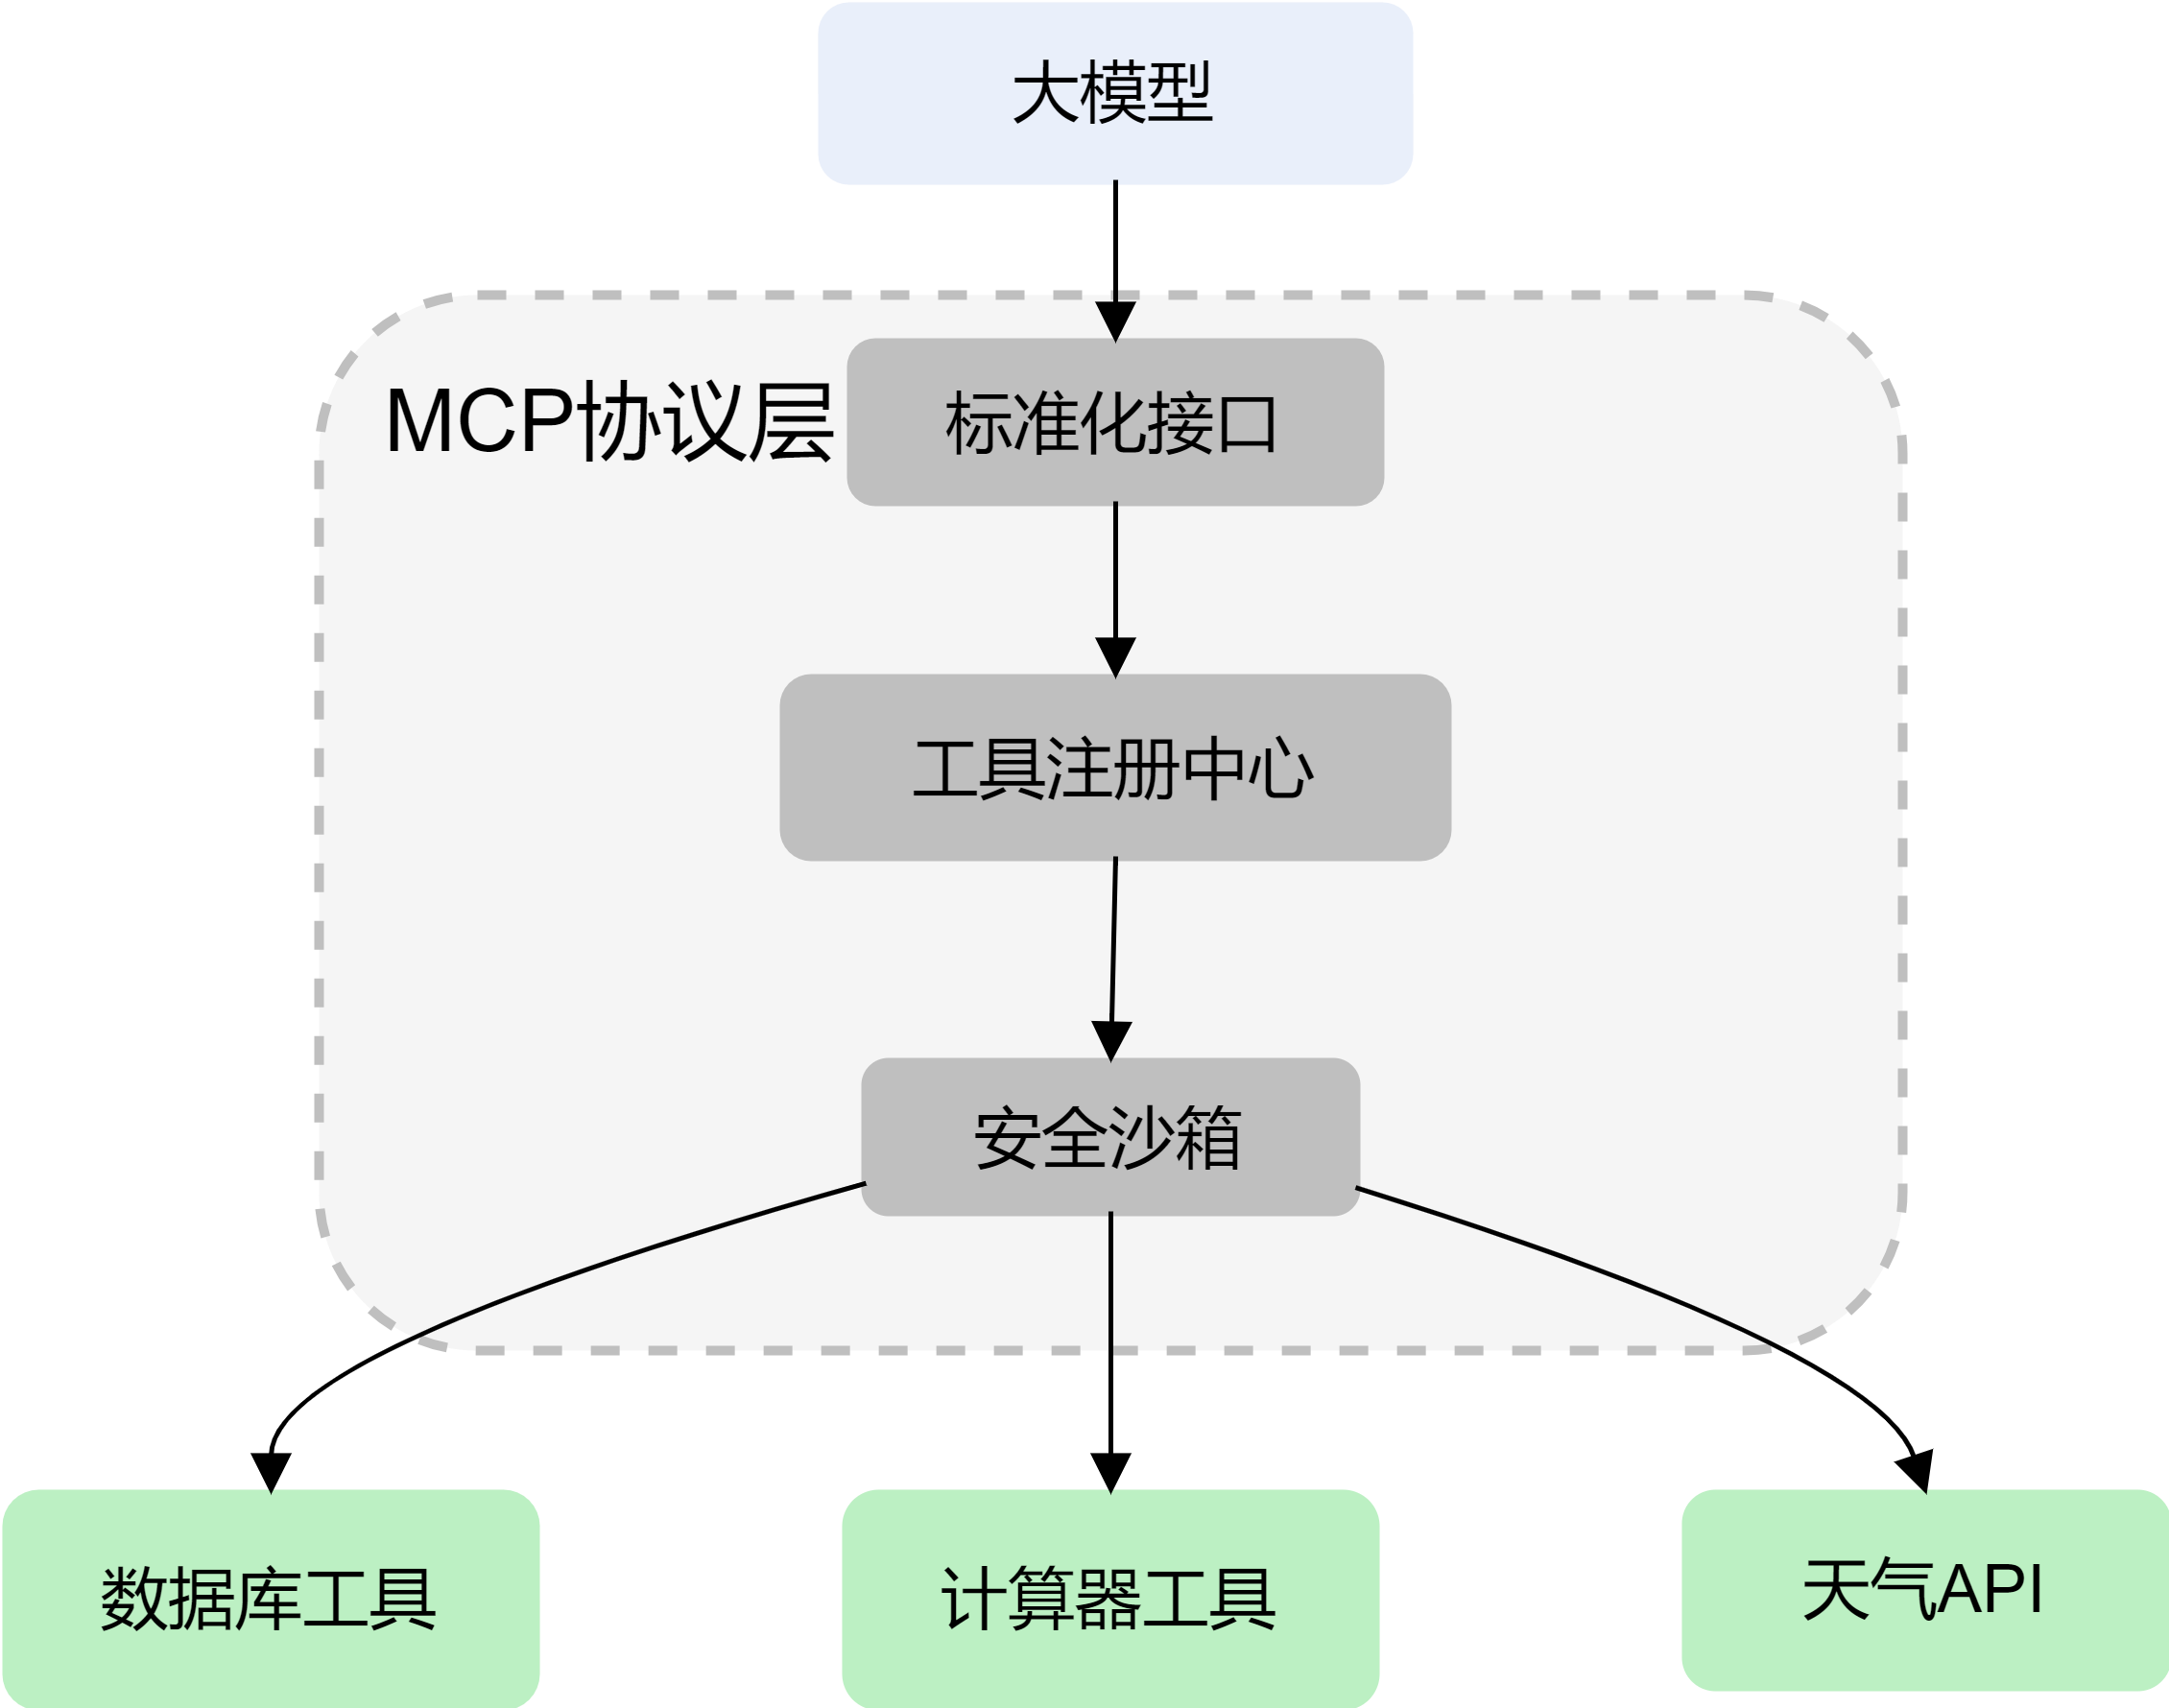 大模型
MCP协议层
标准化接口
工具注册中心
安全沙箱
数据库工具
计算器工具
天气API